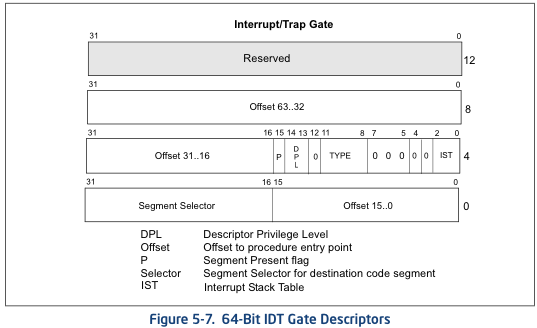 Interrupt/Trap Gate
31 0
Reserved 12
31 0
Offset 63..32 8
31 16 15 14 13 12 11 8 7 5 4 2 0
Offset 31..16 P DPL 0 TYPE 0 0 0 0 0 IST 4
31 16 15 0
Segment Selector Offset 15..0 0
DPL Descriptor Privilege Level
Offset Offset to procedure entry point
P Segment Present flag
Selector Segment Selector for destination code segment
IST Interrupt Stack Table
Figure 5-7. 64-Bit IDT Gate Descriptors